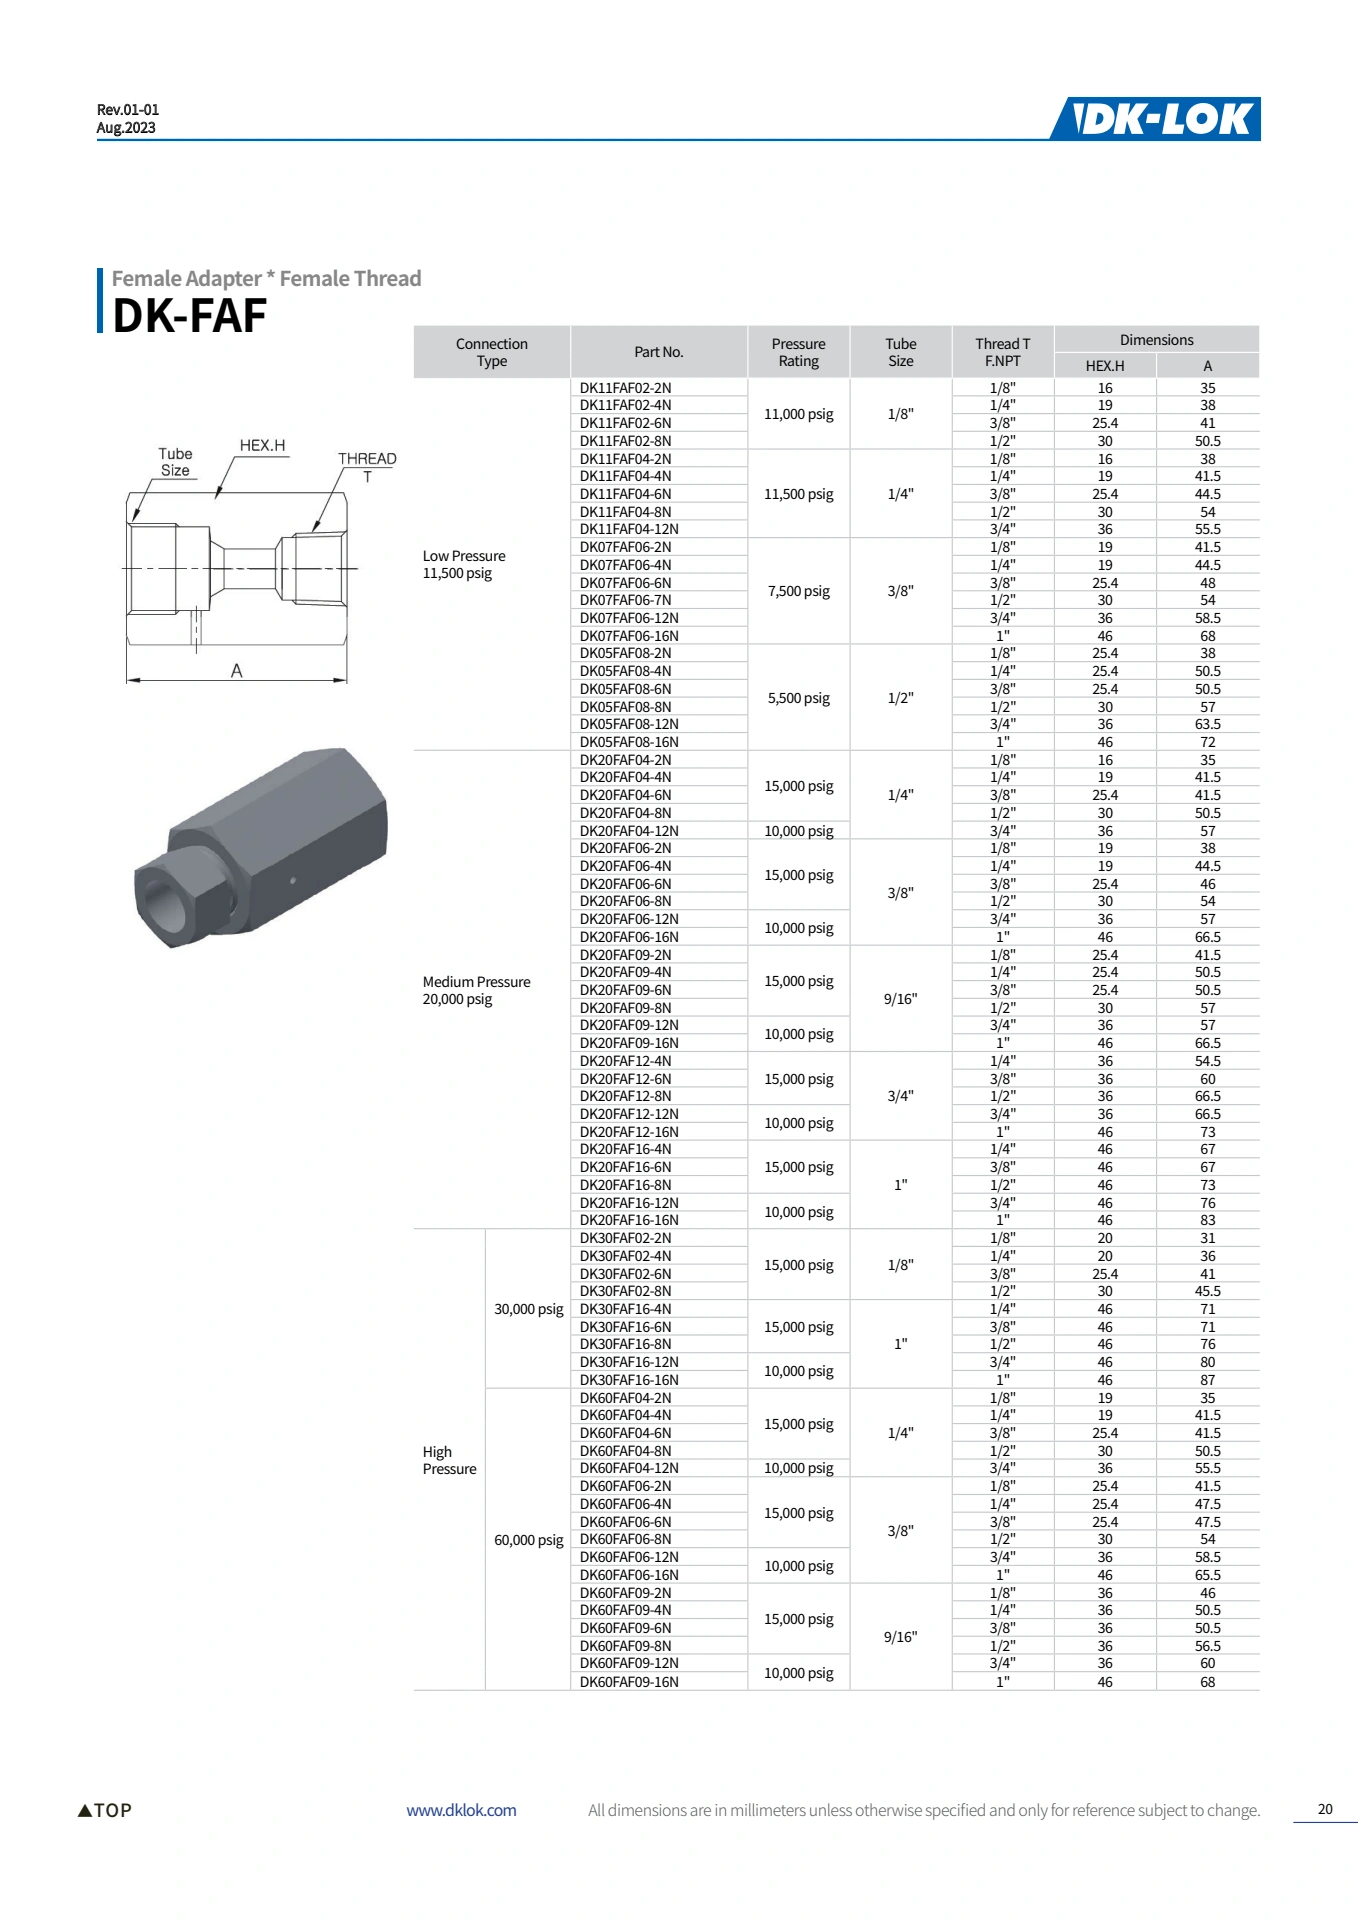 Rev.01-01
Aug.2023
DK-LOK
Female Adapter * Female Thread
DK-FAF
Tube
Size
HEX.H
THREAD
T
A
Connection Type Part No. Pressure Rating Tube Size Thread T F.NPT Dimensions
HEX.H A
Low Pressure
11,500 psig
DK11FAF02-2N 11,000 psig 1/8" 1/8" 16 35
DK11FAF02-4N 1/4" 19 38
DK11FAF02-6N 3/8" 25.4 41
DK11FAF02-8N 1/2" 30 50.5
DK11FAF04-2N 11,500 psig 1/4" 1/8" 16 38
DK11FAF04-4N 1/4" 19 41.5
DK11FAF04-6N 3/8" 25.4 44.5
DK11FAF04-8N 1/2" 30 54
DK11FAF04-12N 3/4" 36 55.5
DK07FAF06-2N 7,500 psig 3/8" 1/8" 19 41.5
DK07FAF06-4N 1/4" 19 44.5
DK07FAF06-6N 3/8" 25.4 48
DK07FAF06-7N 1/2" 30 54
DK07FAF06-12N 3/4" 36 58.5
DK07FAF06-16N 1" 46 68
DK05FAF08-2N 5,500 psig 1/2" 1/8" 25.4 38
DK05FAF08-4N 1/4" 25.4 50.5
DK05FAF08-6N 3/8" 25.4 50.5
DK05FAF08-8N 1/2" 30 57
DK05FAF08-12N 3/4" 36 63.5
DK05FAF08-16N 1" 46 72
Medium Pressure
20,000 psig
DK20FAF04-2N 15,000 psig 1/4" 1/8" 16 35
DK20FAF04-4N 1/4" 19 41.5
DK20FAF04-6N 3/8" 25.4 41.5
DK20FAF04-8N 1/2" 30 50.5
DK20FAF04-12N 10,000 psig 3/4" 36 57
DK20FAF06-2N 15,000 psig 3/8" 1/8" 19 38
DK20FAF06-4N 1/4" 19 44.5
DK20FAF06-6N 3/8" 25.4 46
DK20FAF06-8N 1/2" 30 54
DK20FAF06-12N 10,000 psig 3/4" 36 57
DK20FAF06-16N 1" 46 66.5
DK20FAF09-2N 15,000 psig 9/16" 1/8" 25.4 41.5
DK20FAF09-4N 1/4" 25.4 50.5
DK20FAF09-6N 3/8" 25.4 50.5
DK20FAF09-8N 1/2" 30 57
DK20FAF09-12N 10,000 psig 3/4" 36 57
DK20FAF09-16N 1" 46 66.5
DK20FAF12-4N 15,000 psig 3/4" 1/4" 36 54.5
DK20FAF12-6N 3/8" 36 60
DK20FAF12-8N 1/2" 36 66.5
DK20FAF12-12N 10,000 psig 3/4" 36 66.5
DK20FAF12-16N 1" 46 73
DK20FAF16-4N 15,000 psig 1" 1/4" 46 67
DK20FAF16-6N 3/8" 46 67
DK20FAF16-8N 1/2" 46 73
DK20FAF16-12N 10,000 psig 3/4" 46 76
DK20FAF16-16N 1" 46 83
High
Pressure
30,000 psig
DK30FAF02-2N 15,000 psig 1/8" 1/8" 20 31
DK30FAF02-4N 1/4" 20 36
DK30FAF02-6N 3/8" 25.4 41
DK30FAF02-8N 1/2" 30 45.5
DK30FAF16-4N 15,000 psig 1" 1/4" 46 71
DK30FAF16-6N 3/8" 46 71
DK30FAF16-8N 1/2" 46 76
DK30FAF16-12N 10,000 psig 3/4" 46 80
DK30FAF16-16N 1" 46 87
60,000 psig
DK60FAF04-2N 15,000 psig 1/4" 1/8" 19 35
DK60FAF04-4N 1/4" 19 41.5
DK60FAF04-6N 3/8" 25.4 41.5
DK60FAF04-8N 1/2" 30 50.5
DK60FAF04-12N 10,000 psig 3/4" 36 55.5
DK60FAF06-2N 15,000 psig 3/8" 1/8" 25.4 41.5
DK60FAF06-4N 1/4" 25.4 47.5
DK60FAF06-6N 3/8" 25.4 47.5
DK60FAF06-8N 1/2" 30 54
DK60FAF06-12N 10,000 psig 3/4" 36 58.5
DK60FAF06-16N 1" 46 65.5
DK60FAF09-2N 15,000 psig 9/16" 1/8" 36 46
DK60FAF09-4N 1/4" 36 50.5
DK60FAF09-6N 3/8" 36 50.5
DK60FAF09-8N 1/2" 36 56.5
DK60FAF09-12N 10,000 psig 3/4" 36 60
DK60FAF09-16N 1" 46 68
▲TOP
www.dklok.com
All dimensions are in millimeters unless otherwise specified and only for reference subject to change.
20